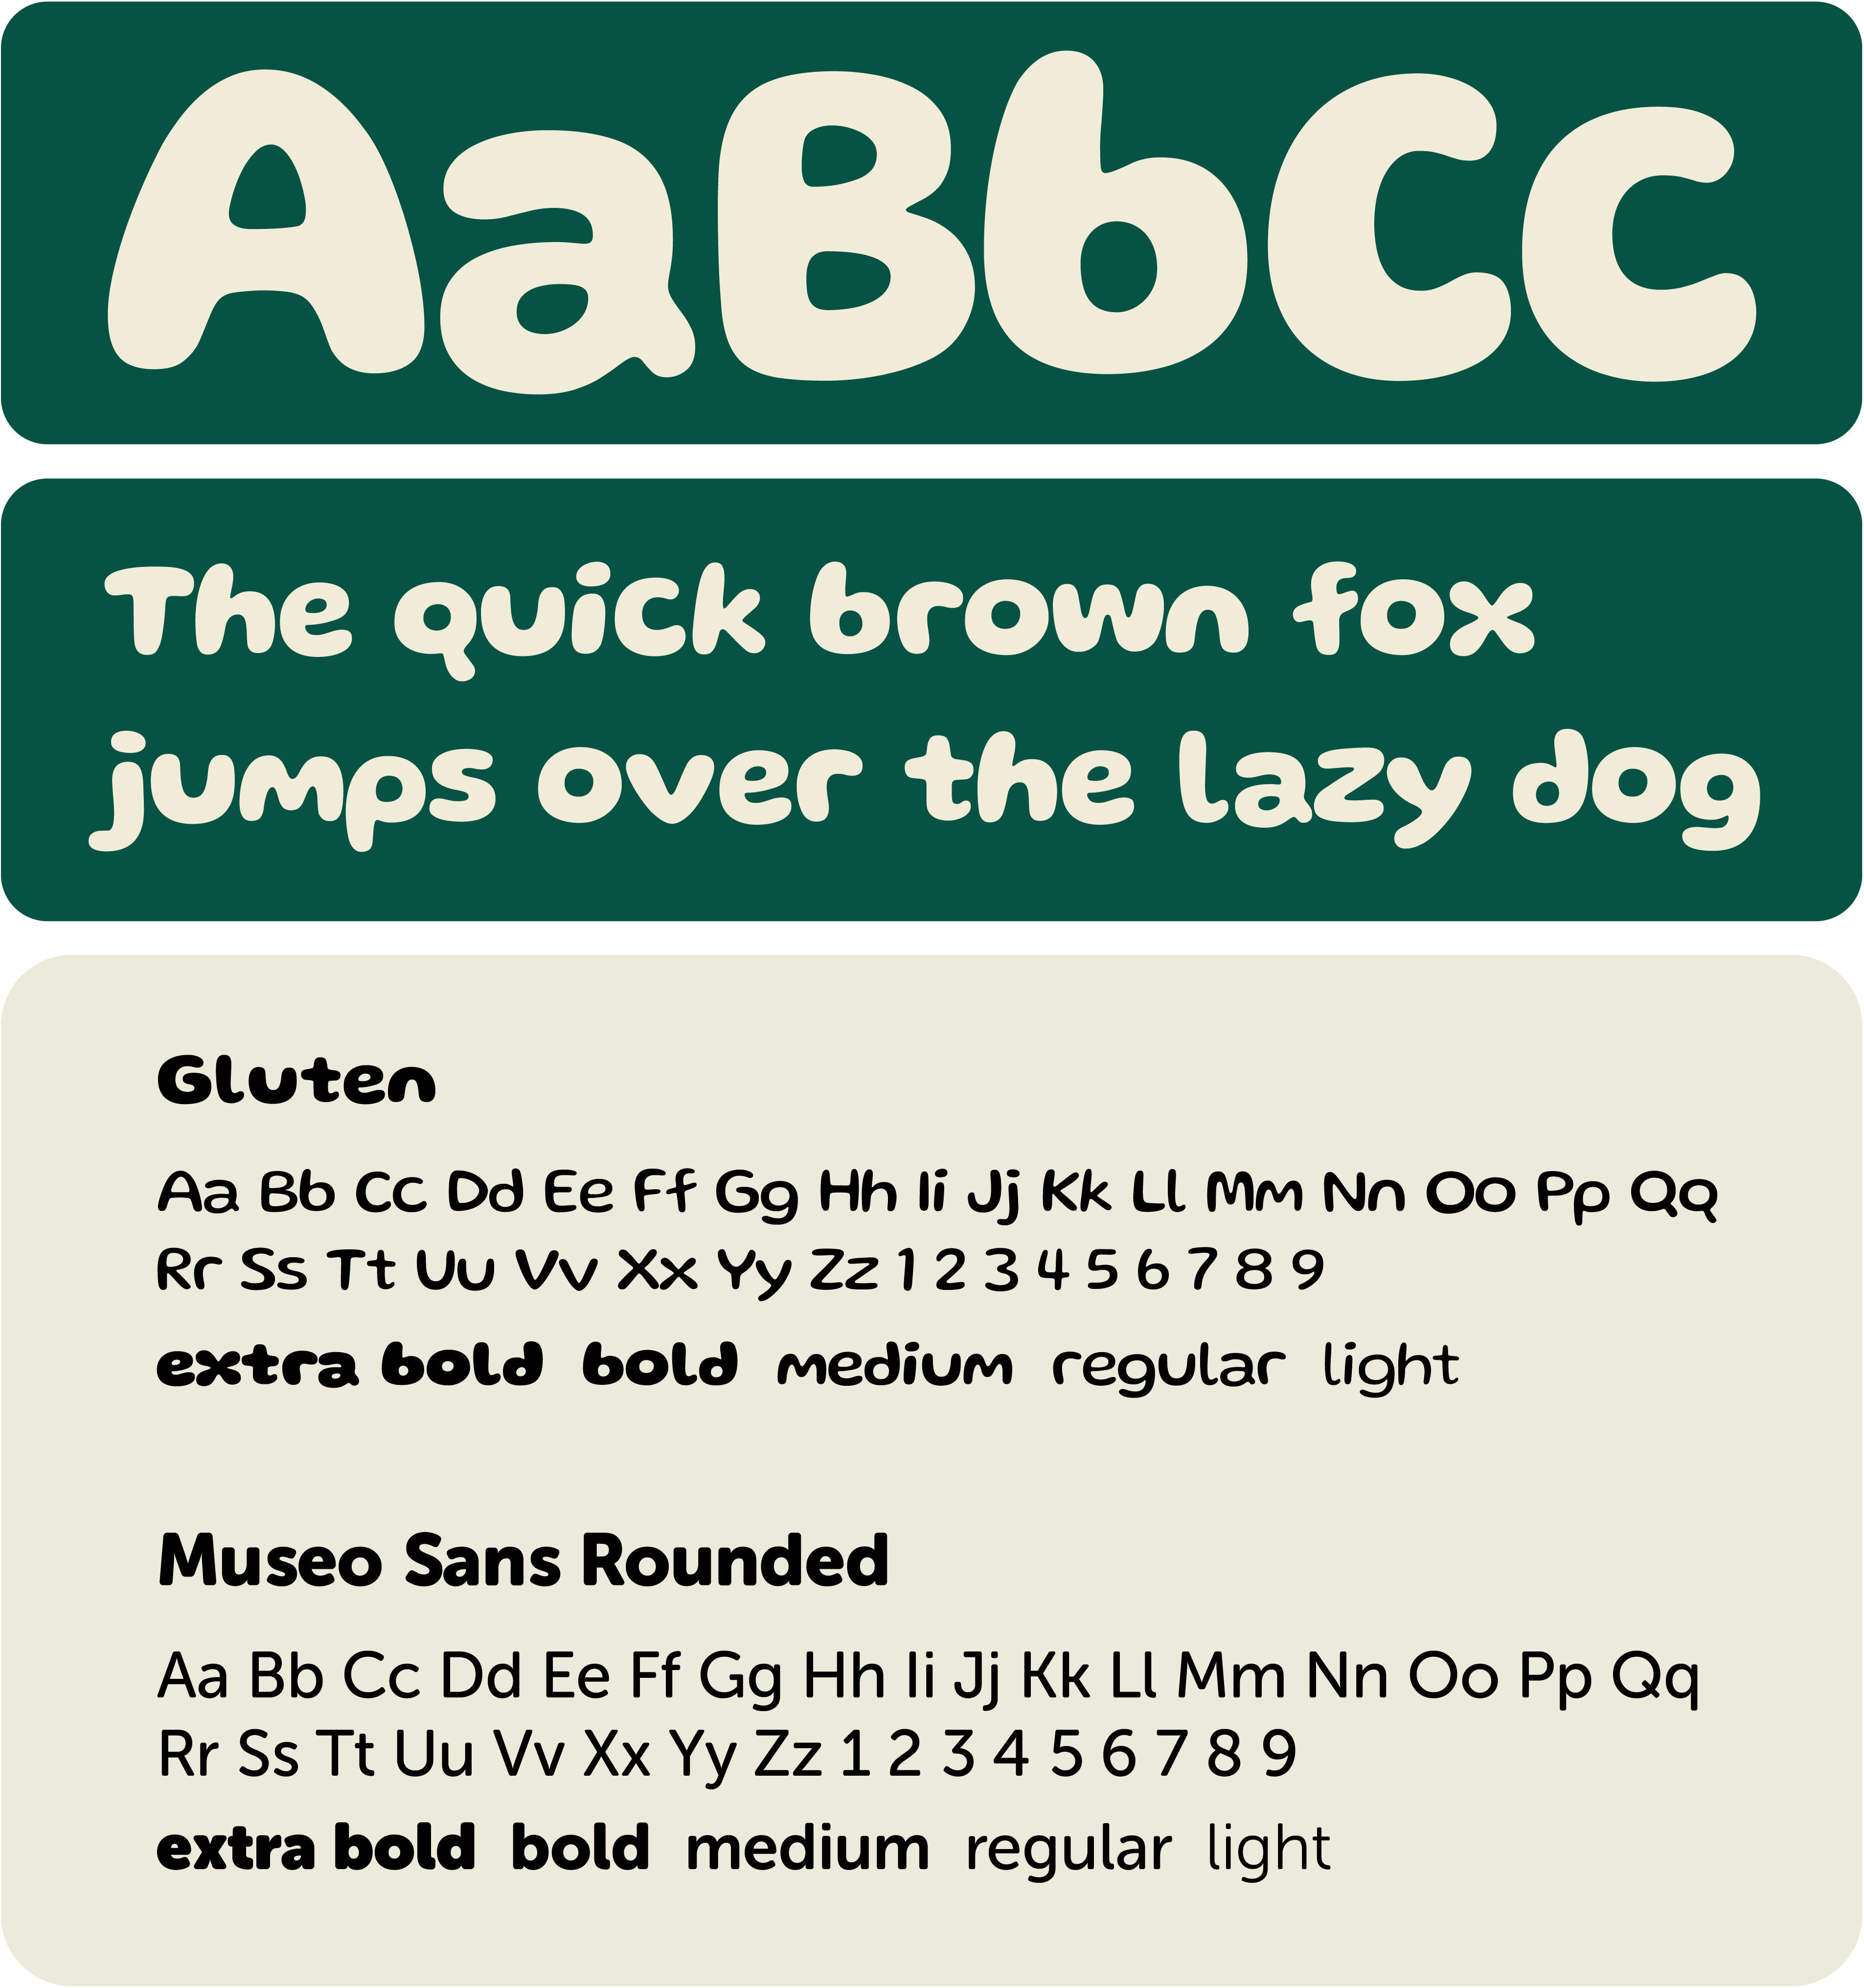 AaBbCc
The quick brown fox
jumps over the lazy dog
Gluten
Aa Bb Cc Dd Ee Ff Gg Hh Ii Jj Kk Ll Mm Nn Oo Pp Qq
Rr Ss Tt Uu Vv Xx Yy Zz 1 2 3 4 5 6 7 8 9
extra bold bold medium regular light
Museo Sans Rounded
Aa Bb Cc Dd Ee Ff Gg Hh Ii Jj Kk Ll Mm Nn Oo Pp Qq
Rr Ss Tt Uu Vv Xx Yy Zz 1 2 3 4 5 6 7 8 9
extra bold bold medium regular light